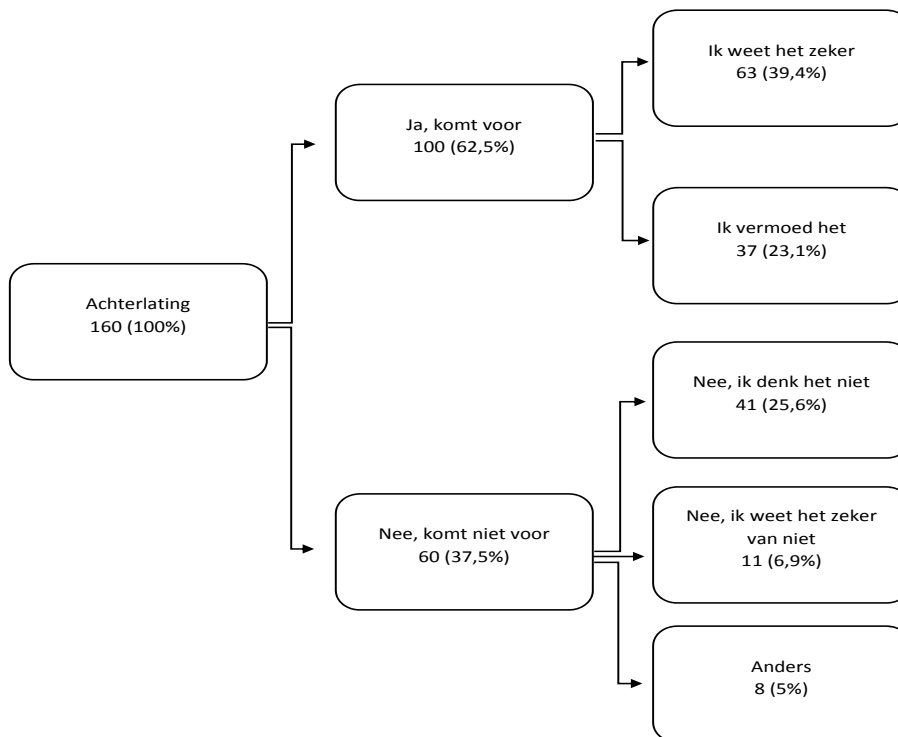 Achterlating
160 (100%)
Ja, komt voor
100 (62,5%)
Ik weet het zeker
63 (39,4%)
Ik vermoed het
37 (23,1%)
Nee, komt niet voor
60 (37,5%)
Nee, ik denk het niet
41 (25,6%)
Nee, ik weet het zeker
van niet
11 (6,9%)
Anders
8 (5%)